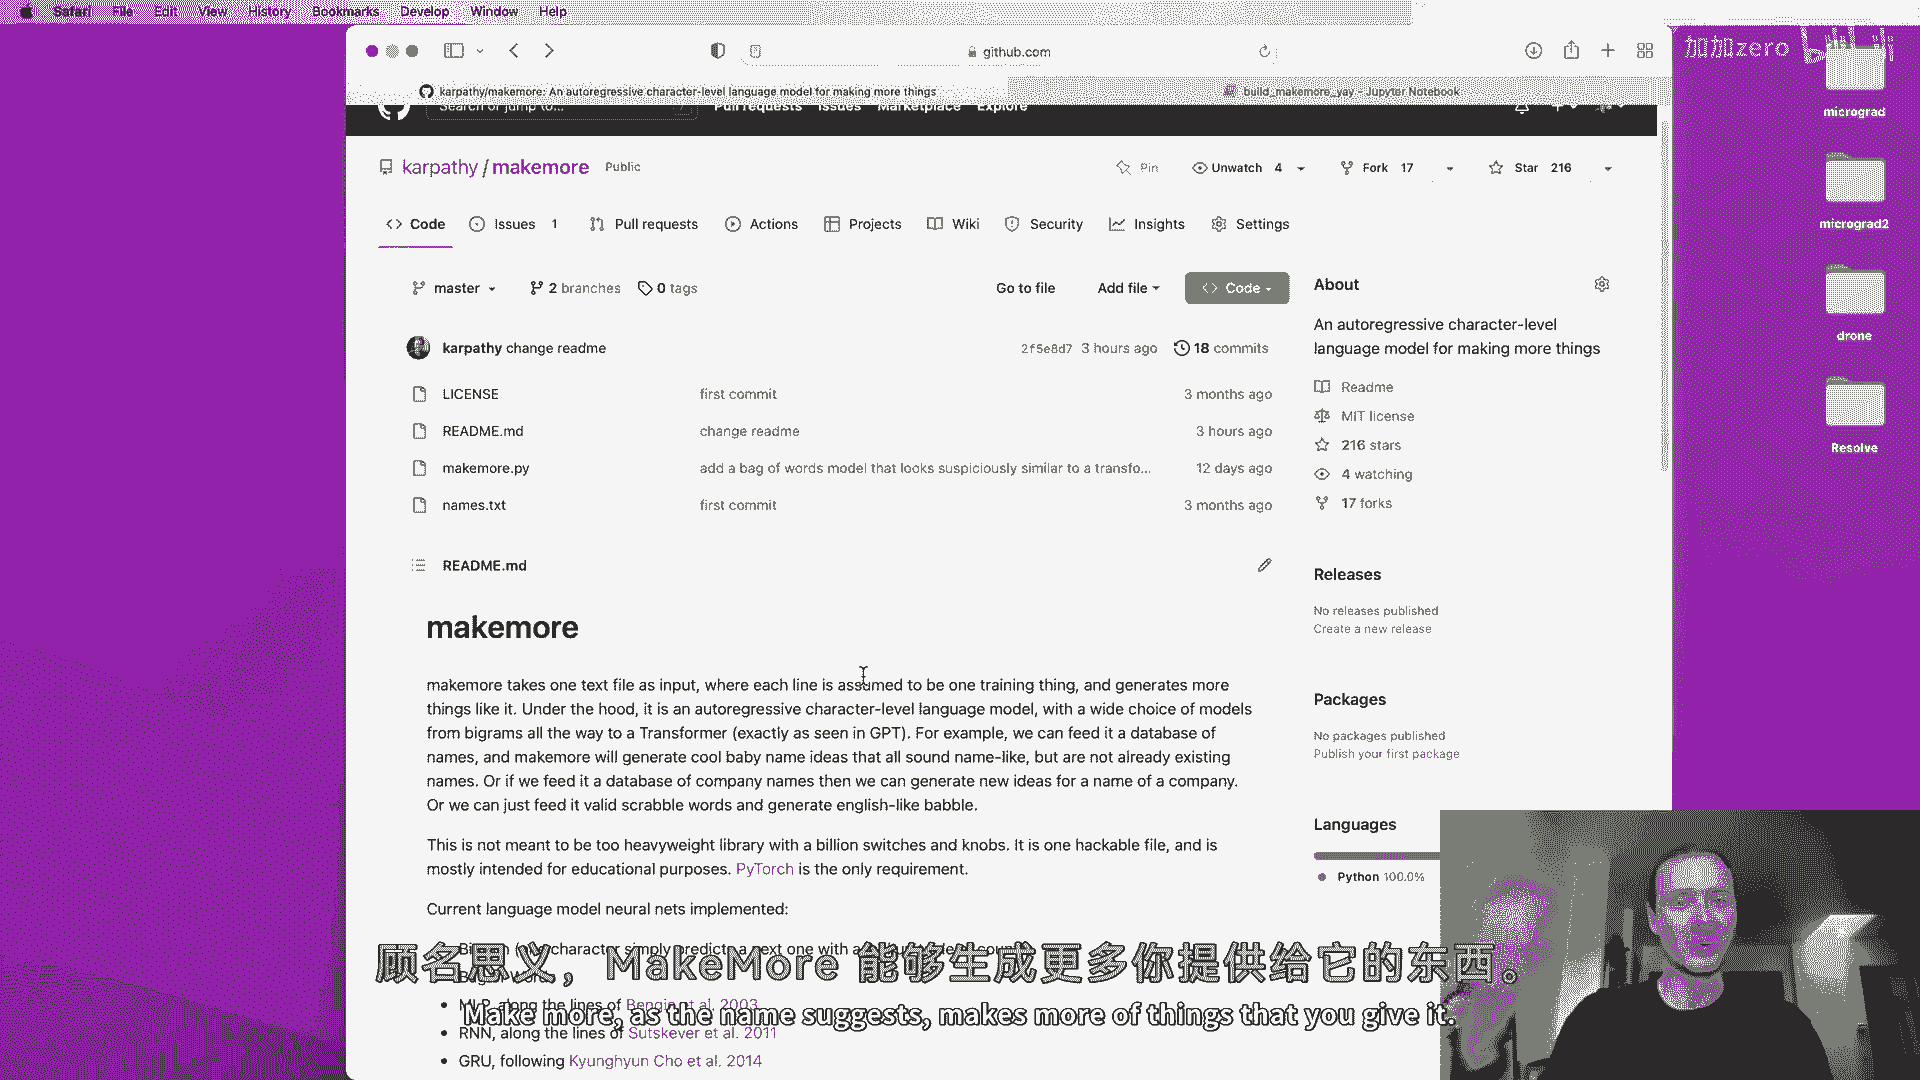 Safari File Edit View History Bookmarks Develop Window Help
github.com
加加zero bilibili
karpathy/makemore: An autoregressive character-level language model for making more things
build_makemore_yay – Jupyter Notebook
Search or jump to...
Pull requests Issues Marketplace Explore
micrograd
karpathy / makemore Public
Pin
Unwatch 4
Fork 17
Star 216
Code
Issues 1
Pull requests
Actions
Projects
Wiki
Security
Insights
Settings
micrograd2
master
2 branches
0 tags
Go to file
Add file
Code
About
An autoregressive character-level
language model for making more things
drone
karpathy change readme
2f5e8d7 3 hours ago
18 commits
LICENSE first commit 3 months ago
README.md change readme 3 hours ago
makemore.py add a bag of words model that looks suspiciously similar to a transfo... 12 days ago
names.txt first commit 3 months ago
Readme
MIT license
216 stars
4 watching
17 forks
Resolve
README.md
Releases
No releases published
Create a new release
makemore
makemore takes one text file as input, where each line is assumed to be one training thing, and generates more
things like it. Under the hood, it is an autoregressive character-level language model, with a wide choice of models
from bigrams all the way to a Transformer (exactly as seen in GPT). For example, we can feed it a database of
names, and makemore will generate cool baby name ideas that all sound name-like, but are not already existing
names. Or if we feed it a database of company names then we can generate new ideas for a name of a company.
Or we can just feed it valid scrabble words and generate english-like babble.
Packages
No packages published
Publish your first package
This is not meant to be too heavyweight library with a billion switches and knobs. It is one hackable file, and is
mostly intended for educational purposes. PyTorch is the only requirement.
Languages
Python 100.0%
Current language model neural nets implemented:
character simply predicts a next one with a
顾名思义，MakeMore 能够生成更多你提供给它的东西。
MLP, along the lines of Bengio et al. 2003
Make more, as the name suggests, makes more of things that you give it.
RNN, along the lines of Sutskever et al. 2011
GRU, following Kyunghyun Cho et al. 2014